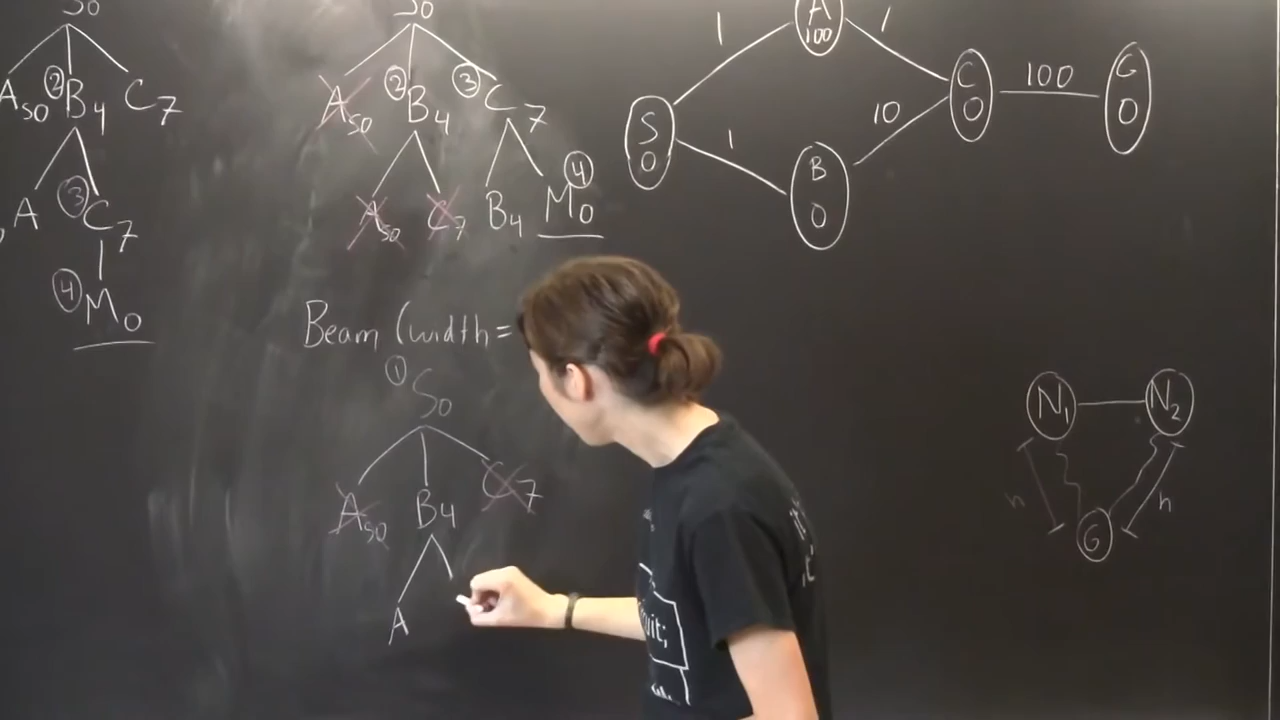 S0
A50 ② B4 C7
A ③ C7
④ M0
S0
A50 ② B4 ③ C7
A50 C7 B4 M0 ④
Beam (width =
① S0
A50 B4 C7
A
A
100
1
1
S
0
1
B
0
10
C
0
100
G
0
N1 N2
h h
G
uit;